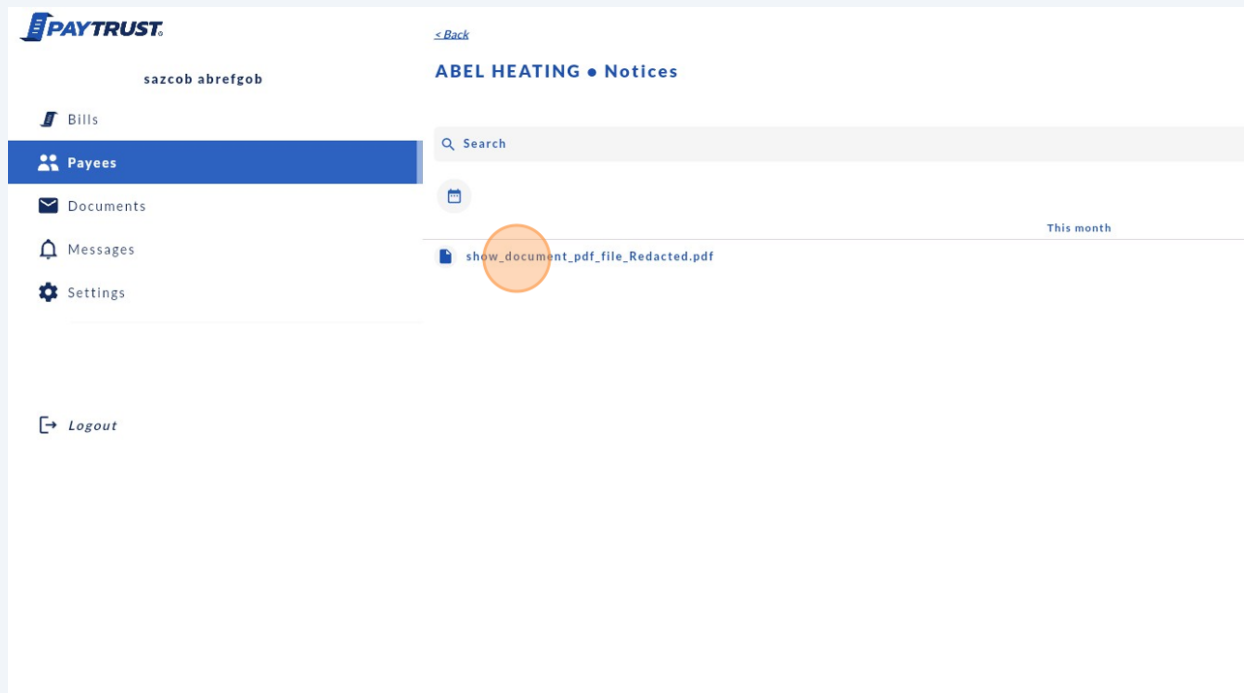 PAYTRUST
sazcob abrefgob
Bills
Payees
Documents
Messages
Settings
Logout
< Back
ABEL HEATING ● Notices
Search
This month
show_document_pdf_file_Redacted.pdf